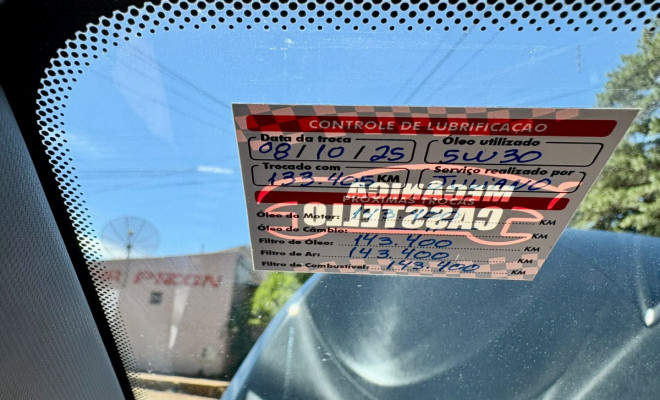 CONTROLE DE LUBRIFICAÇÃO
Data da troca Óleo utilizado
08/10/25 5W30
Trocado com Serviço realizado por
KM
MECÂNICA
PRÓXIMAS TROCAS
Óleo do Motor: KM
CASSITTO
Óleo do Câmbio: KM
Filtro de Óleo: 143.400 KM
Filtro de Ar: 143.400 KM
Filtro de Combustível: 143.400 KM